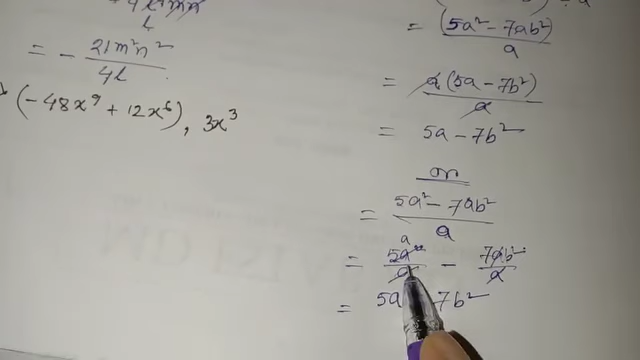 = - 21m²n² / 4l
(-48x⁹ + 12x⁶), 3x³
= (5a² - 7ab²) / a
= a(5a - 7b²) / a
= 5a - 7b²
or
= 5a² - 7ab² / a
= 5a² / a - 7ab² / a
= 5a 7b²